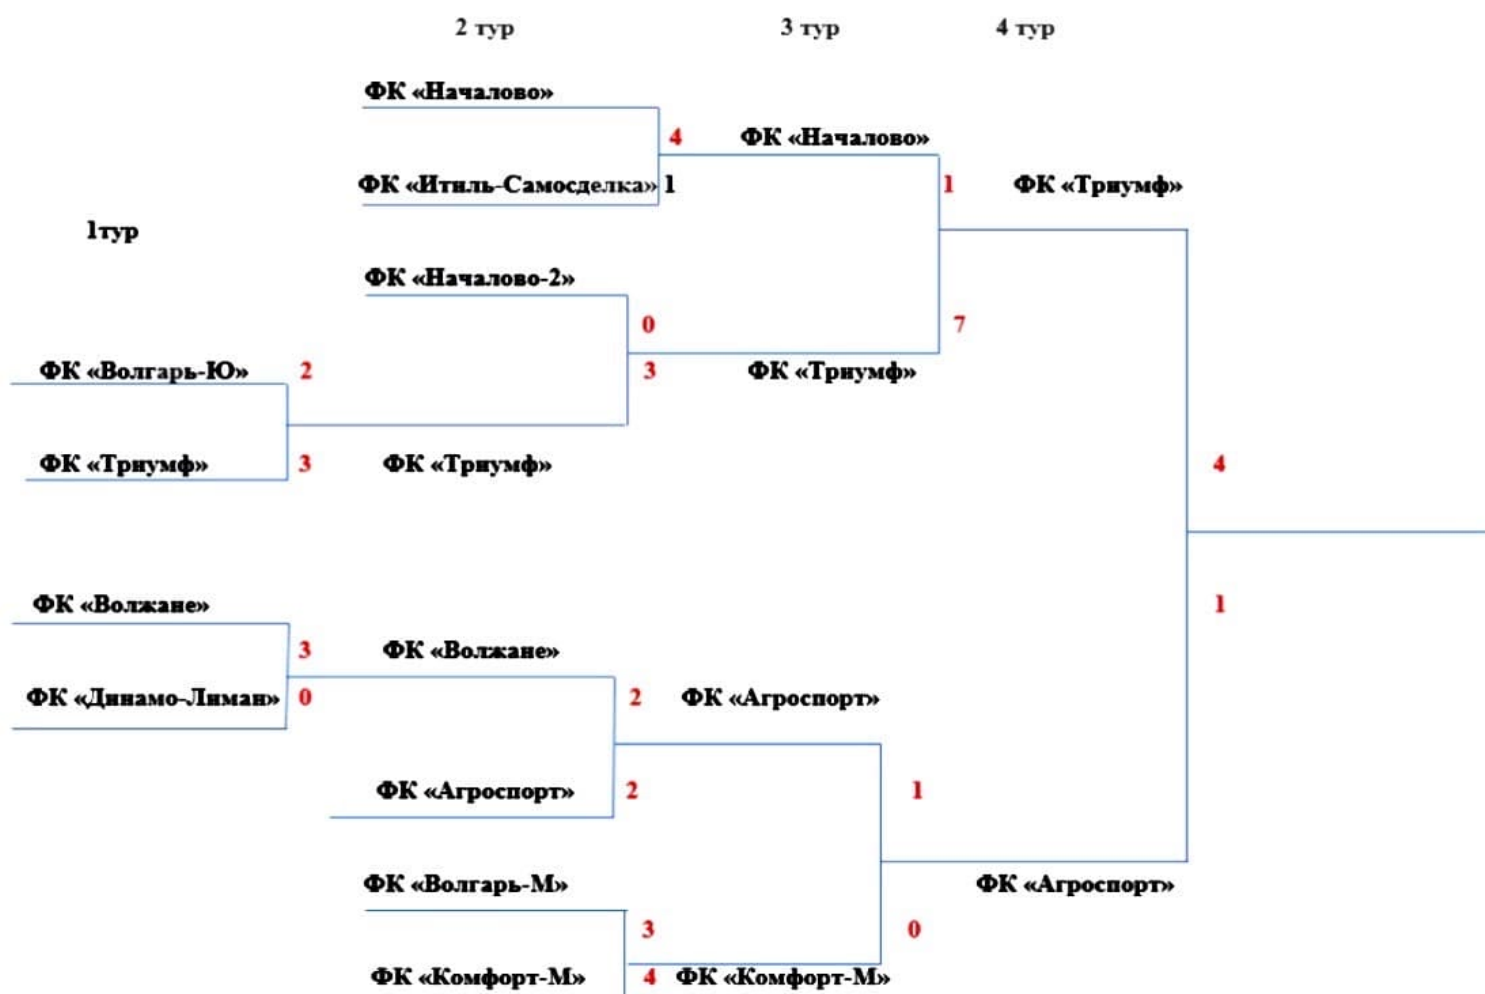 2 тур 3 тур 4 тур
ФК «Началово»
4 ФК «Началово»
ФК «Итиль-Самосделка» 1 1 ФК «Триумф»
1тур
ФК «Началово-2»
0 7
ФК «Волгарь-Ю» 2 3 ФК «Триумф»
ФК «Триумф» 3 ФК «Триумф» 4
ФК «Волжане» 1
3 ФК «Волжане»
ФК «Динамо-Лиман» 0 2 ФК «Агроспорт»
ФК «Агроспорт» 2 1
ФК «Волгарь-М» ФК «Агроспорт»
3 0
ФК «Комфорт-М» 4 ФК «Комфорт-М»